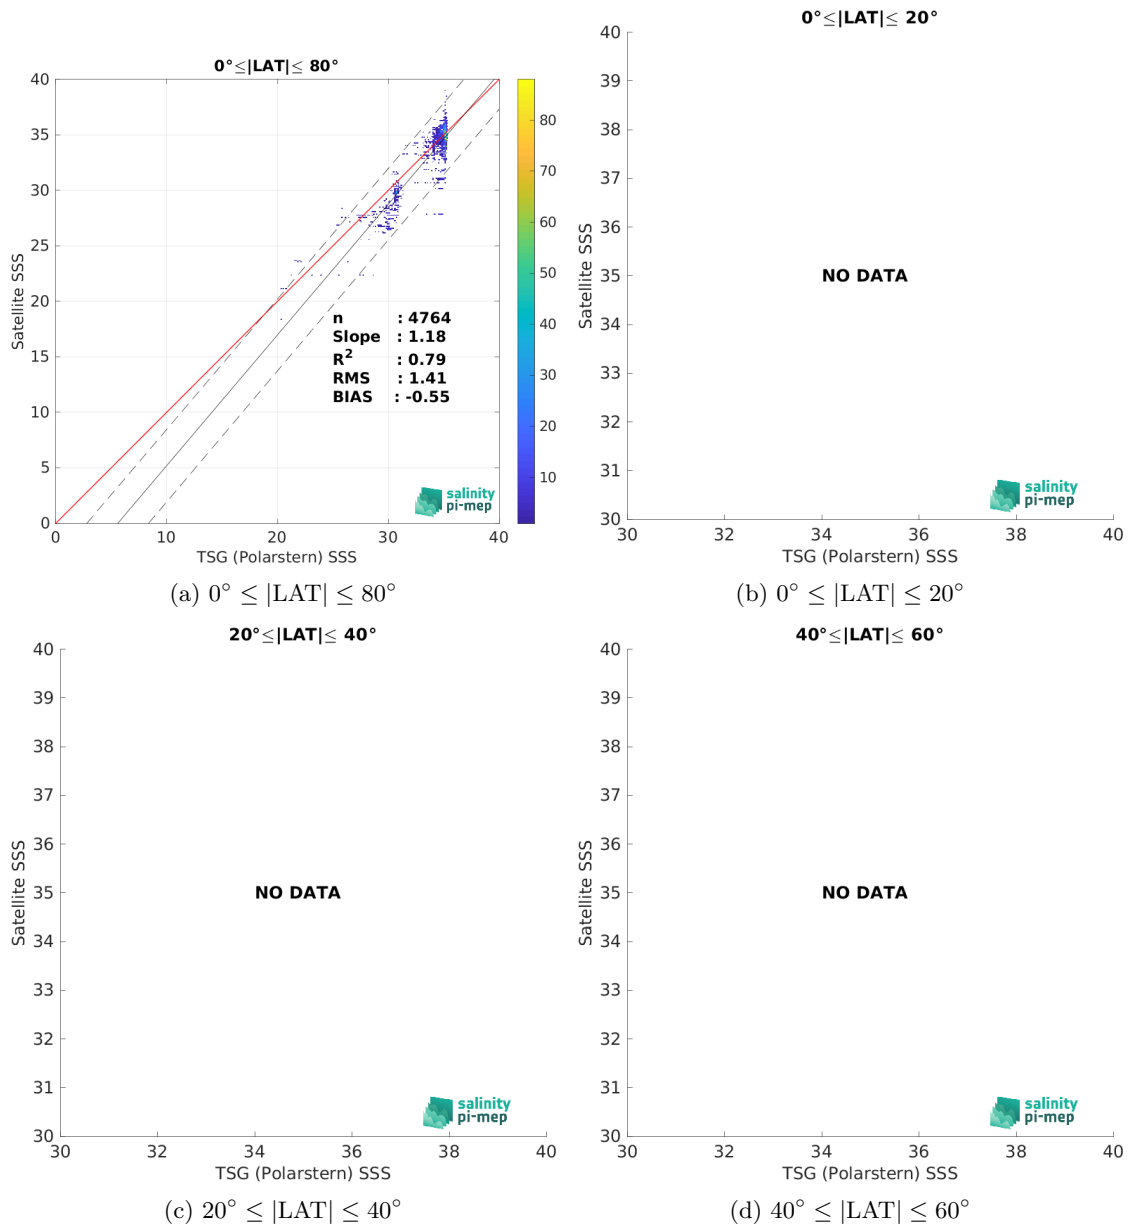 0°≤|LAT|≤ 80°
40
35
30
25
20
15
10
5
0
Satellite SSS
n : 4764
Slope : 1.18
R² : 0.79
RMS : 1.41
BIAS : -0.55
salinity
pi-mep
0 10 20 30 40
TSG (Polarstern) SSS
80
70
60
50
40
30
20
10
(a) 0° ≤ |LAT| ≤ 80°
0°≤|LAT|≤ 20°
40
39
38
37
36
35
34
33
32
31
30
Satellite SSS
NO DATA
salinity
pi-mep
30 32 34 36 38 40
TSG (Polarstern) SSS
(b) 0° ≤ |LAT| ≤ 20°
20°≤|LAT|≤ 40°
40
39
38
37
36
35
34
33
32
31
30
Satellite SSS
NO DATA
salinity
pi-mep
30 32 34 36 38 40
TSG (Polarstern) SSS
(c) 20° ≤ |LAT| ≤ 40°
40°≤|LAT|≤ 60°
40
39
38
37
36
35
34
33
32
31
30
Satellite SSS
NO DATA
salinity
pi-mep
30 32 34 36 38 40
TSG (Polarstern) SSS
(d) 40° ≤ |LAT| ≤ 60°